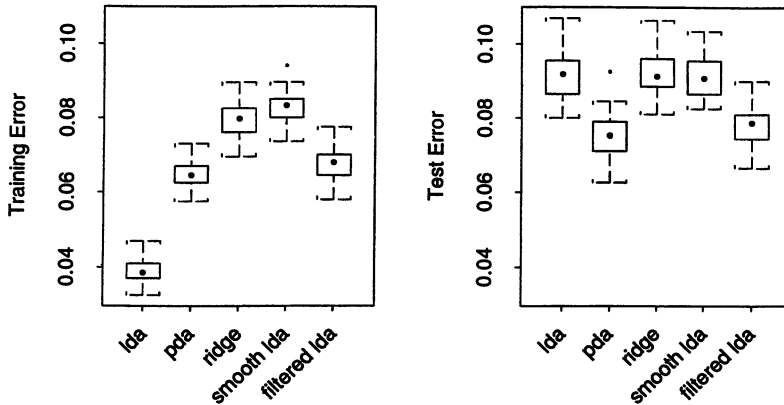 Training Error
0.10
0.08
0.06
0.04
lda
pda
ridge
smooth lda
filtered lda
Test Error
0.10
0.08
0.06
0.04
lda
pda
ridge
smooth lda
filtered lda